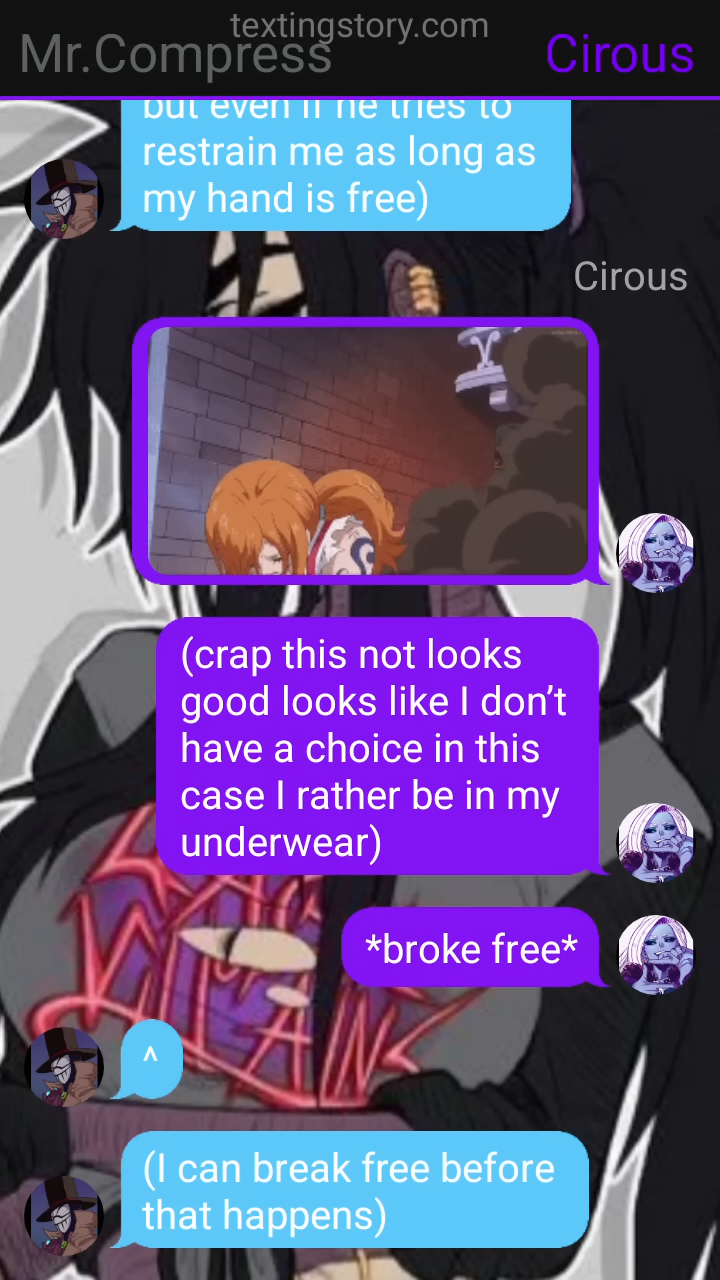 textingstory.com
Mr.Compress
Cirous
but even if he tries to
restrain me as long as
my hand is free)
Cirous
(crap this not looks
good looks like I don’t
have a choice in this
case I rather be in my
underwear)
*broke free*
^
(I can break free before
that happens)